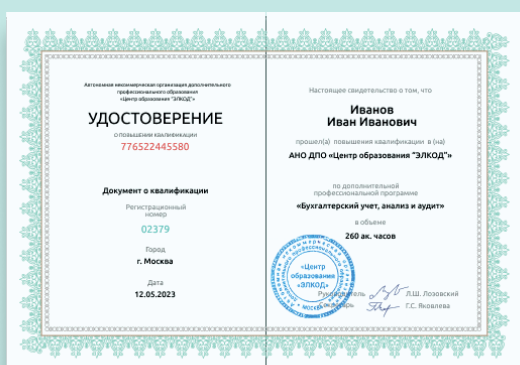 Автономная некоммерческая организация дополнительного
профессионального образования
«Центр образования "ЭЛКОД"»
УДОСТОВЕРЕНИЕ
о повышении квалификации
776522445580
Документ о квалификации
Регистрационный
номер
02379
Город
г. Москва
Дата
12.05.2023
Настоящее свидетельство о том, что
Иванов
Иван Иванович
прошел(а) повышения квалификации в (на)
АНО ДПО «Центр образования "ЭЛКОД"»
по дополнительной
профессиональной программе
«Бухгалтерский учет, анализ и аудит»
в объеме
260 ак. часов
«Центр
образования
«ЭЛКОД»
МОСКВА
Руководитель Л.Ш. Лозовский
Г.С. Яковлева